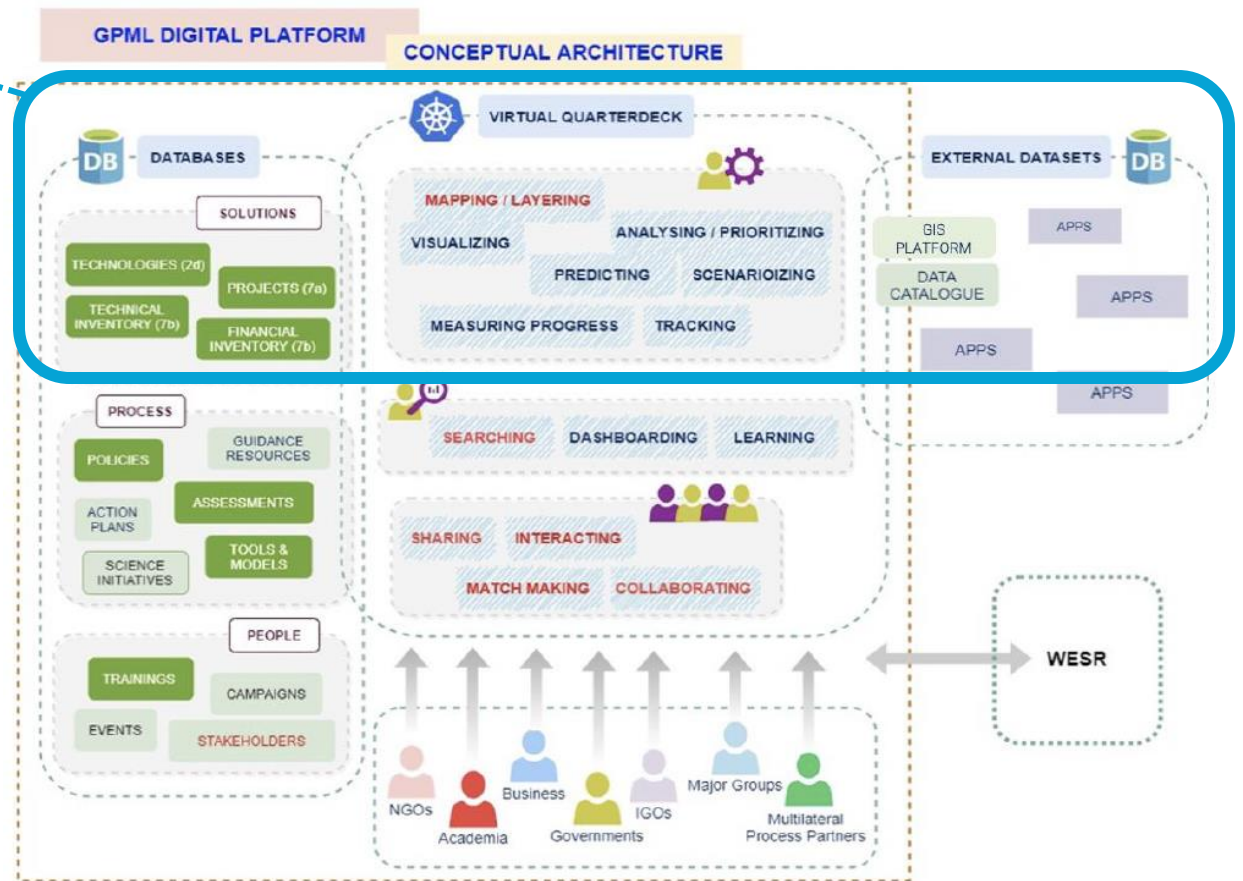 GPML DIGITAL PLATFORM
CONCEPTUAL ARCHITECTURE
DB
DATABASES
SOLUTIONS
TECHNOLOGIES (2d)
PROJECTS (7a)
TECHNICAL
INVENTORY (7b)
FINANCIAL
INVENTORY (7b)
PROCESS
POLICIES
GUIDANCE
RESOURCES
ASSESSMENTS
ACTION
PLANS
TOOLS &
MODELS
SCIENCE
INITIATIVES
PEOPLE
TRAININGS
CAMPAIGNS
EVENTS
STAKEHOLDERS
VIRTUAL QUARTERDECK
MAPPING / LAYERING
VISUALIZING
ANALYSING / PRIORITIZING
PREDICTING
SCENARIOIZING
MEASURING PROGRESS
TRACKING
SEARCHING
DASHBOARDING
LEARNING
SHARING
INTERACTING
MATCH MAKING
COLLABORATING
NGOs
Academia
Business
Governments
IGOs
Major Groups
Multilateral
Process Partners
EXTERNAL DATASETS
DB
GIS
PLATFORM
DATA
CATALOGUE
APPS
APPS
APPS
APPS
WESR